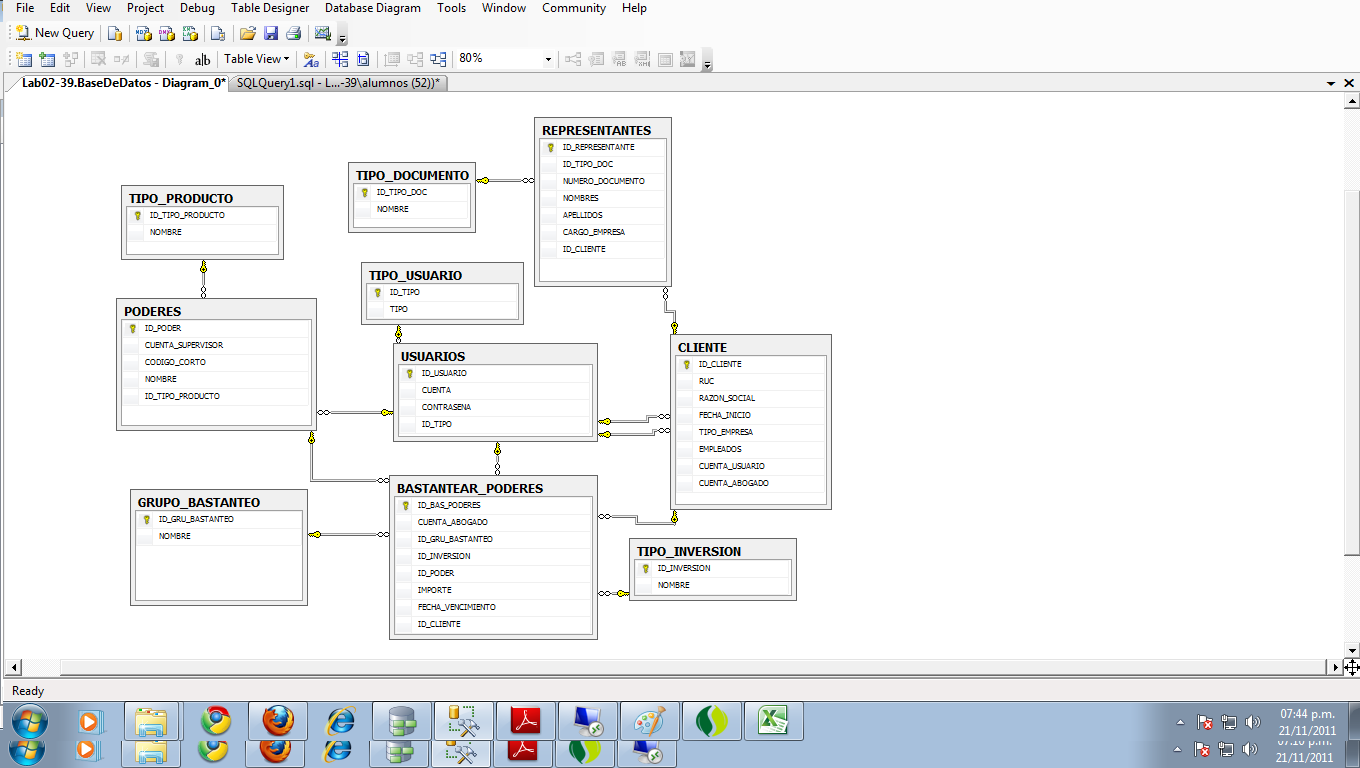 File Edit View Project Debug Table Designer Database Diagram Tools Window Community Help
New Query
ab Table View 80%
Lab02-39.BaseDeDatos - Diagram_0* SQLQuery1.sql - L...-39\alumnos (52))*
REPRESENTANTES
ID_REPRESENTANTE
ID_TIPO_DOC
NUMERO_DOCUMENTO
NOMBRES
APELLIDOS
CARGO_EMPRESA
ID_CLIENTE
TIPO_DOCUMENTO
ID_TIPO_DOC
NOMBRE
TIPO_PRODUCTO
ID_TIPO_PRODUCTO
NOMBRE
TIPO_USUARIO
ID_TIPO
TIPO
PODERES
ID_PODER
CUENTA_SUPERVISOR
CODIGO_CORTO
NOMBRE
ID_TIPO_PRODUCTO
USUARIOS
ID_USUARIO
CUENTA
CONTRASENA
ID_TIPO
CLIENTE
ID_CLIENTE
RUC
RAZON_SOCIAL
FECHA_INICIO
TIPO_EMPRESA
EMPLEADOS
CUENTA_USUARIO
CUENTA_ABOGADO
GRUPO_BASTANTEO
ID_GRU_BASTANTEO
NOMBRE
BASTANTEAR_PODERES
ID_BAS_PODERES
CUENTA_ABOGADO
ID_GRU_BASTANTEO
ID_INVERSION
ID_PODER
IMPORTE
FECHA_VENCIMIENTO
ID_CLIENTE
TIPO_INVERSION
ID_INVERSION
NOMBRE
Ready
07:44 p.m.
21/11/2011
21/11/2011